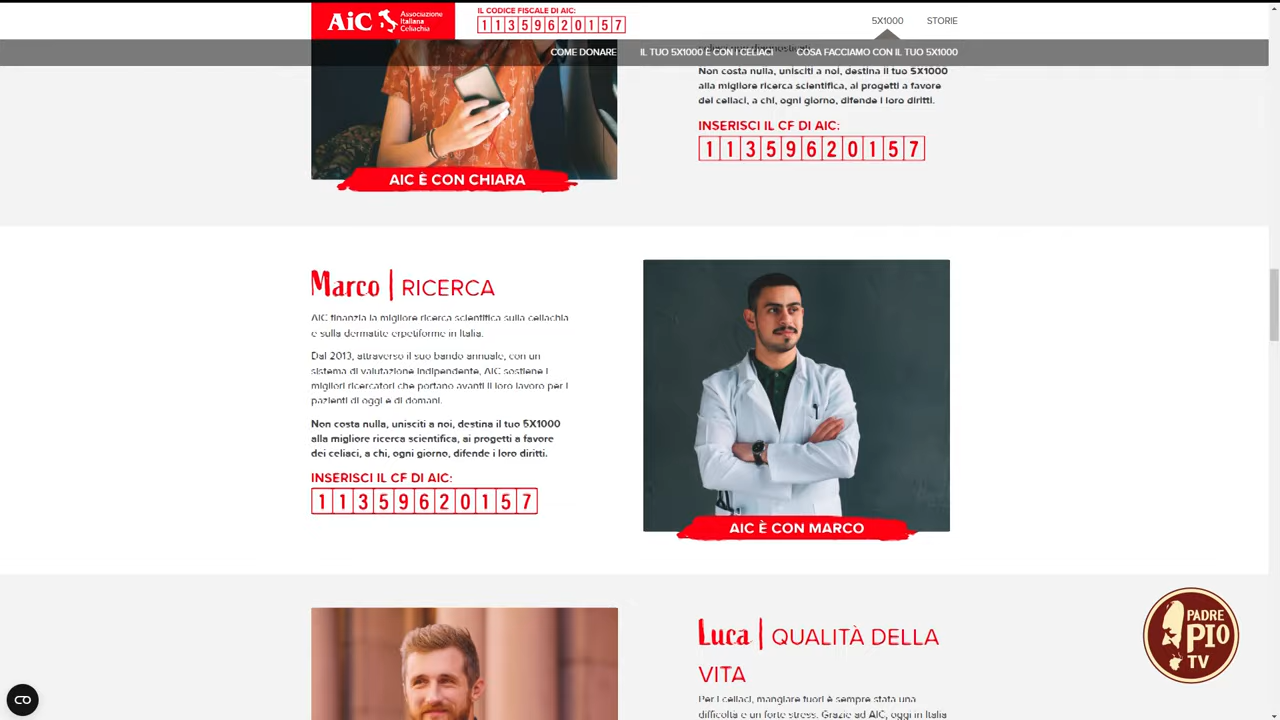 AiC Associazione
Italiana
Celiachia
IL CODICE FISCALE DI AIC:
11359620157
5X1000 STORIE
COME DONARE IL TUO 5X1000 È CON I CELIACI COSA FACCIAMO CON IL TUO 5X1000
Non costa nulla, unisciti a noi, destina il tuo 5X1000
alla migliore ricerca scientifica, ai progetti a favore
dei celiaci, a chi, ogni giorno, difende i loro diritti.
INSERISCI IL CF DI AIC:
11359620157
AIC È CON CHIARA
Marco | RICERCA
AIC finanzia la migliore ricerca scientifica sulla celiachia
e sulla dermatite erpetiforme in Italia.
Dal 2013, attraverso il suo bando annuale, con un
sistema di valutazione indipendente, AIC sostiene i
migliori ricercatori che portano avanti il loro lavoro per i
pazienti di oggi e di domani.
Non costa nulla, unisciti a noi, destina il tuo 5X1000
alla migliore ricerca scientifica, ai progetti a favore
dei celiaci, a chi, ogni giorno, difende i loro diritti.
INSERISCI IL CF DI AIC:
11359620157
AIC È CON MARCO
Luca | QUALITÀ DELLA
VITA
Per i celiaci, mangiare fuori è sempre stata una
difficoltà e un forte stress. Grazie ad AIC, oggi in Italia
PADRE
PIO
TV